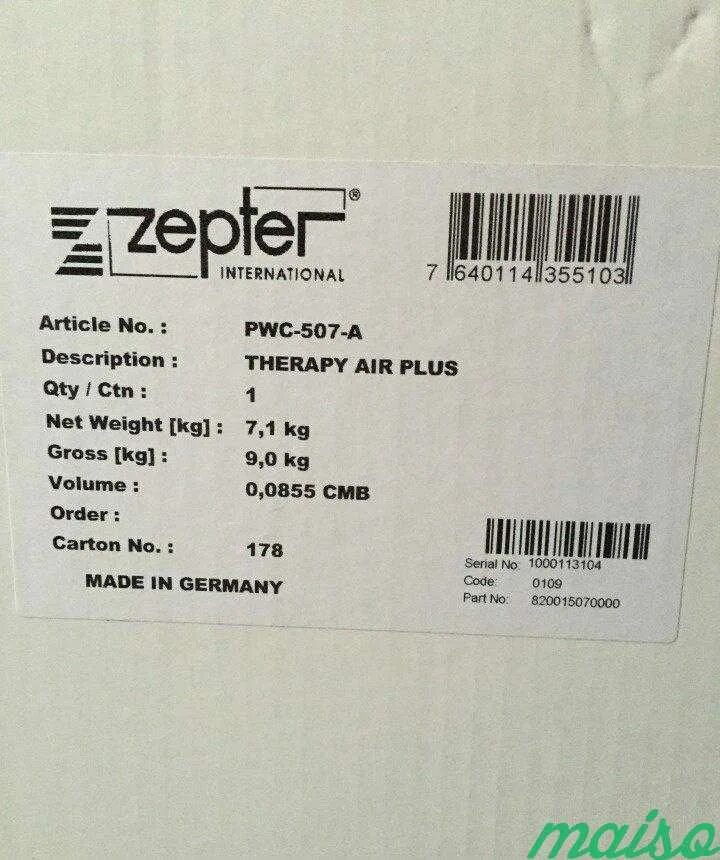 zepter ®
INTERNATIONAL
7 640114 355103
Article No. : PWC-507-A
Description : THERAPY AIR PLUS
Qty / Ctn : 1
Net Weight [kg] : 7,1 kg
Gross [kg] : 9,0 kg
Volume : 0,0855 CMB
Order :
Carton No. : 178
MADE IN GERMANY
Serial No: 1000113104
Code: 0109
Part No: 820015070000
maiso